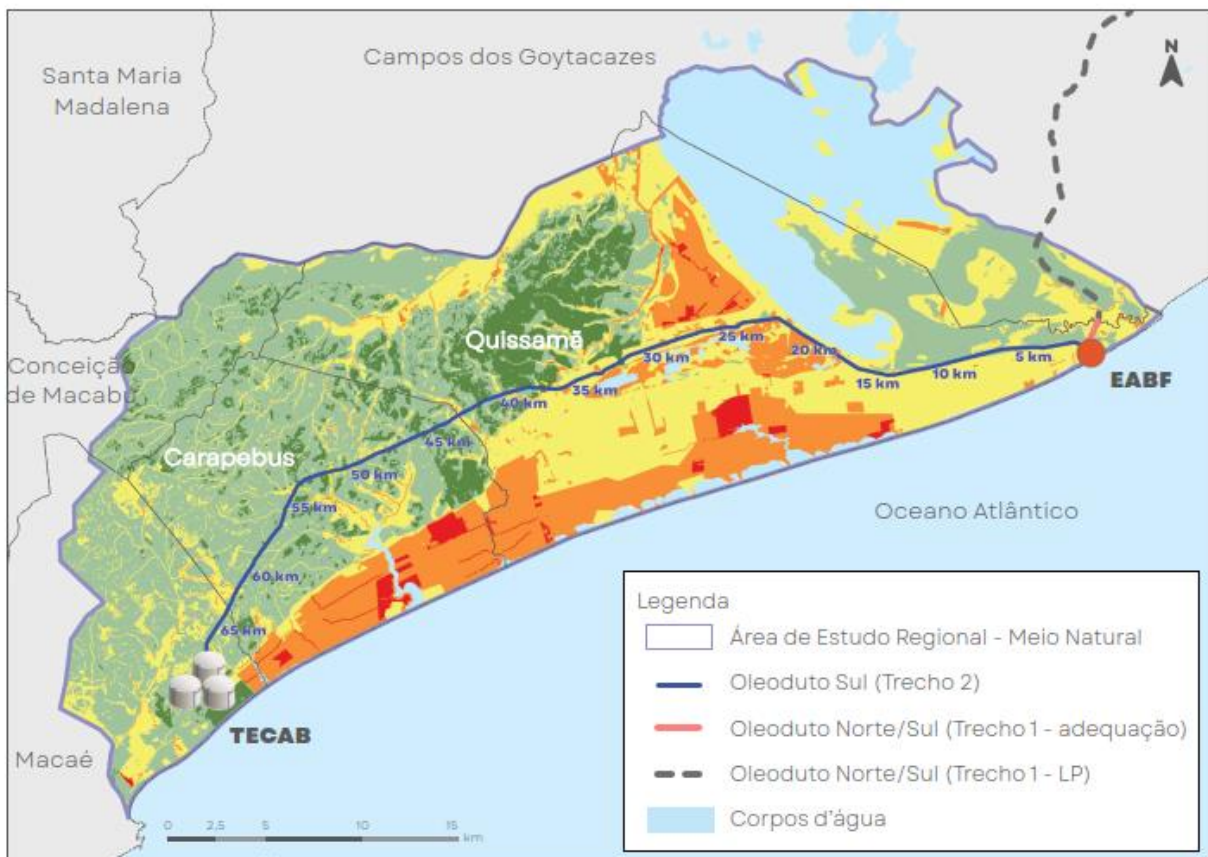 Campos dos Goytacazes
N
Santa Maria
Madalena
Quissamã
25 km
30 km
20 km
5 km
10 km
15 km
EABF
35 km
40 km
Conceição
de Macabu
45 km
Carapebus
50 km
55 km
Oceano Atlântico
60 km
65 km
TECAB
Macaé
0 2,5 5 10 15
km
Legenda
Área de Estudo Regional - Meio Natural
Oleoduto Sul (Trecho 2)
Oleoduto Norte/Sul (Trecho 1 - adequação)
Oleoduto Norte/Sul (Trecho 1 - LP)
Corpos d'água